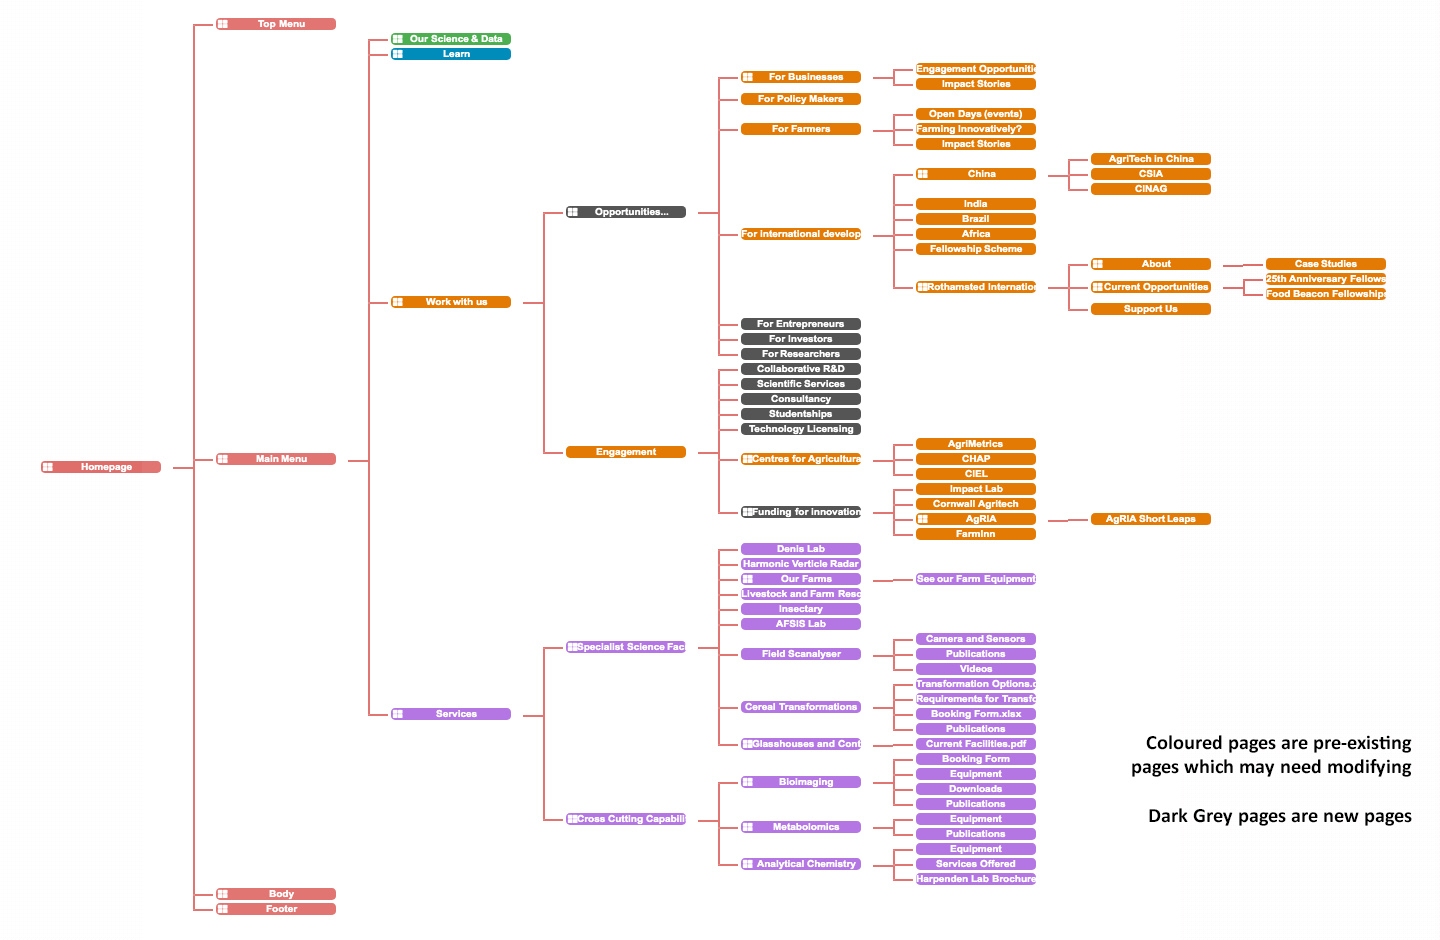 Top Menu
Our Science & Data
Learn
For Businesses
Engagement Opportuniti
Impact Stories
For Policy Makers
For Farmers
Open Days (events)
Farming Innovatively?
Impact Stories
Opportunities...
For international develop
China
AgriTech in China
CSIA
CINAG
India
Brazil
Africa
Fellowship Scheme
Rothamsted Internatio
About
Case Studies
Current Opportunities
25th Anniversary Fellows
Food Beacon Fellowships
Support Us
Work with us
For Entrepreneurs
For Investors
For Researchers
Collaborative R&D
Scientific Services
Consultancy
Studentships
Technology Licensing
Engagement
Centres for Agricultura
AgriMetrics
CHAP
CIEL
Funding for Innovation
Impact Lab
Cornwall Agritech
AgRIA
AgRIA Short Leaps
FarmInn
Homepage
Main Menu
Denis Lab
Harmonic Verticle Radar
Our Farms
See our Farm Equipment
Livestock and Farm Resc
Insectary
AFSIS Lab
Specialist Science Faci
Field Scanalyser
Camera and Sensors
Publications
Videos
Cereal Transformations
Transformation Options.d
Requirements for Transfo
Booking Form.xlsx
Publications
Services
Glasshouses and Cont
Current Facilities.pdf
Bioimaging
Booking Form
Equipment
Downloads
Publications
Cross Cutting Capabilit
Metabolomics
Equipment
Publications
Analytical Chemistry
Equipment
Services Offered
Harpenden Lab Brochure
Body
Footer
Coloured pages are pre-existing
pages which may need modifying
Dark Grey pages are new pages